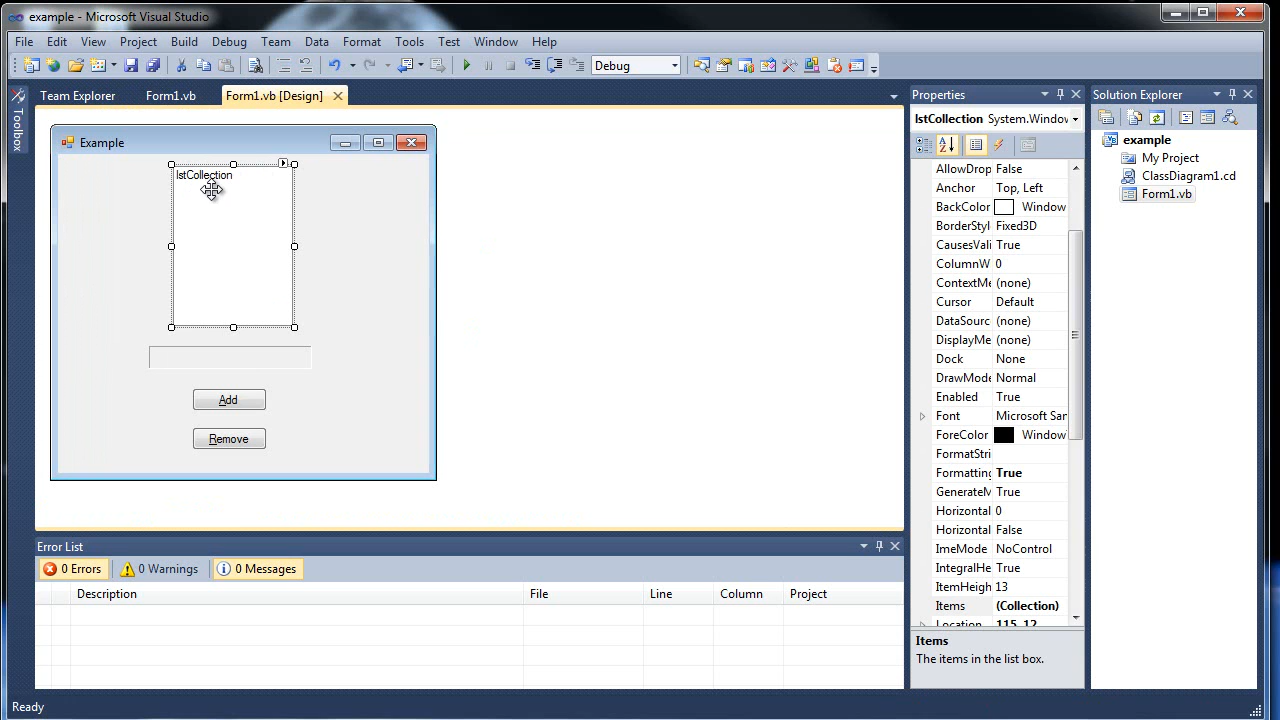 example - Microsoft Visual Studio
File Edit View Project Build Debug Team Data Format Tools Test Window Help
Debug
Toolbox
Team Explorer Form1.vb Form1.vb [Design]
Example
lstCollection
Add
Remove
Error List
0 Errors 0 Warnings 0 Messages
Description File Line Column Project
Properties
lstCollection System.Window
AllowDrop False
Anchor Top, Left
BackColor Window
BorderStyl Fixed3D
CausesVali True
ColumnW 0
ContextMe (none)
Cursor Default
DataSourc (none)
DisplayMe (none)
Dock None
DrawMode Normal
Enabled True
Font Microsoft San
ForeColor Window
FormatStri
Formatting True
GenerateM True
Horizontal 0
Horizontal False
ImeMode NoControl
IntegralHe True
ItemHeigh 13
Items (Collection)
Location 115, 12
Items
The items in the list box.
Solution Explorer
example
My Project
ClassDiagram1.cd
Form1.vb
Ready